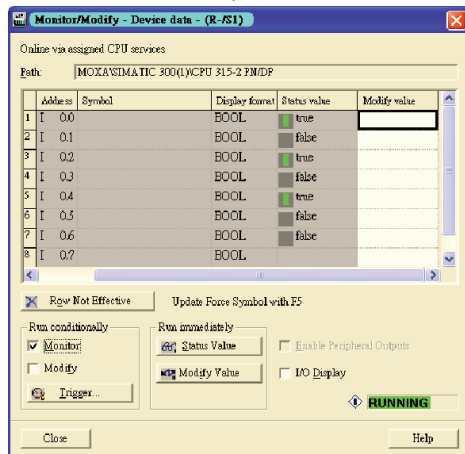 Monitor/Modify - Device data - (R-/S1)
Online via assigned CPU services
Path: MOXA\SIMATIC 300(1)\CPU 315-2 PN/DP
Address Symbol Display format Status value Modify value
1 I 0.0 BOOL true
2 I 0.1 BOOL false
3 I 0.2 BOOL true
4 I 0.3 BOOL false
5 I 0.4 BOOL true
6 I 0.5 BOOL false
7 I 0.6 BOOL false
8 I 0.7 BOOL
Row Not Effective Update Force Symbol with F5
Run conditionally Run immediately
Monitor Status Value Enable Peripheral Outputs
Modify Modify Value I/O Display
Trigger...
RUNNING
Close Help